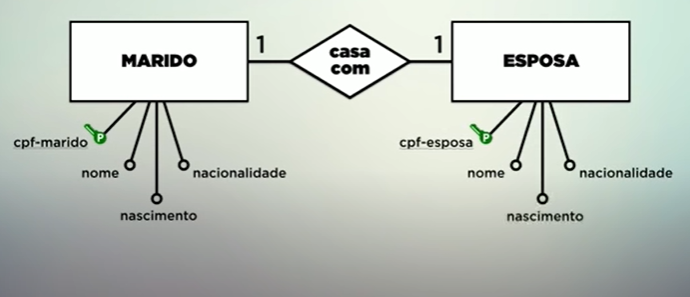 MARIDO
1
casa
com
1
ESPOSA
cpf-marido
P
nome
nascimento
nacionalidade
cpf-esposa
P
nome
nascimento
nacionalidade